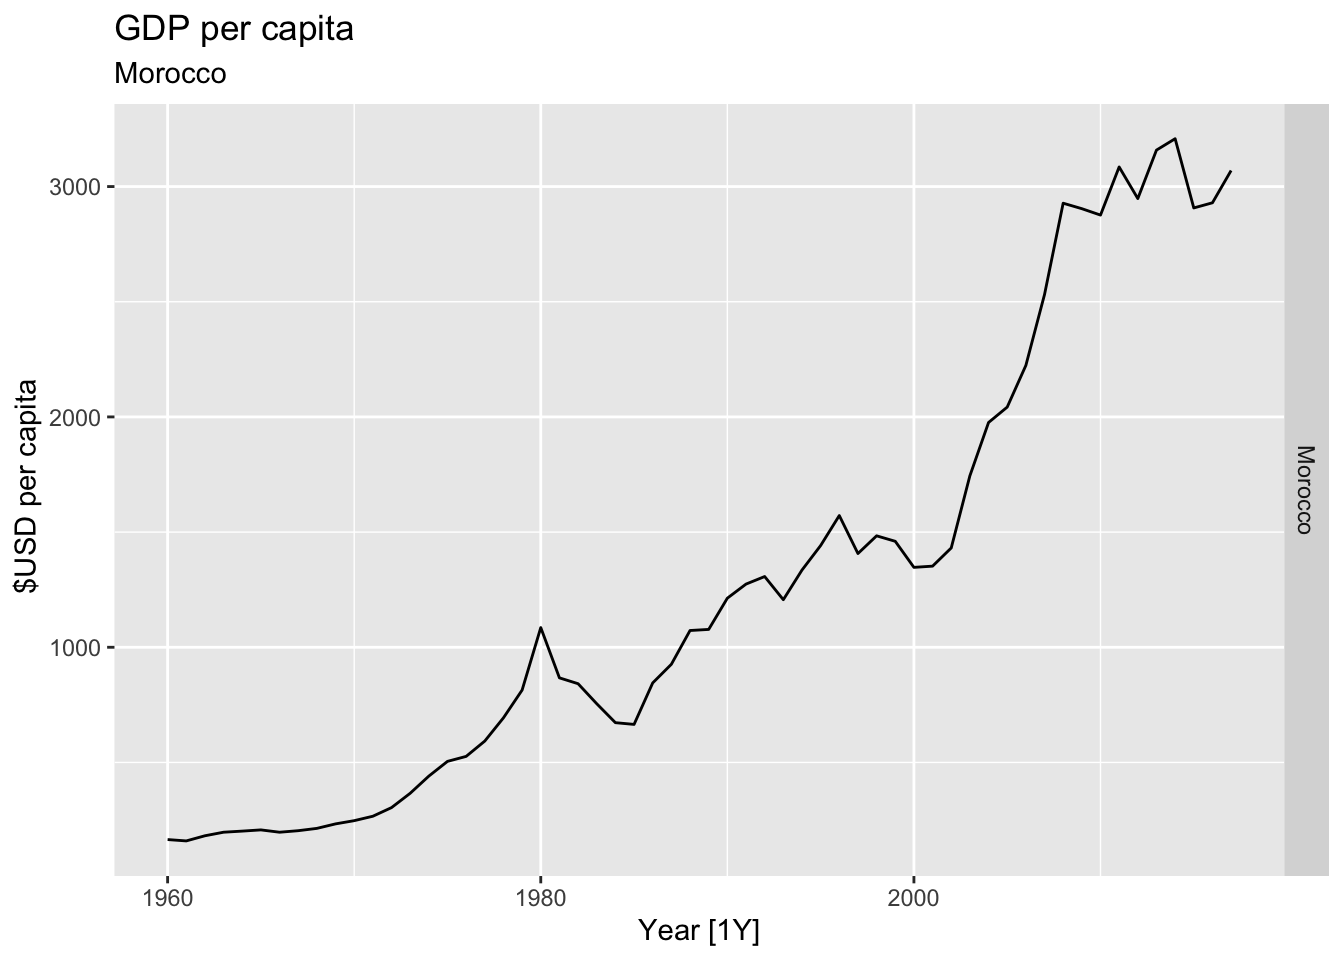 GDP per capita
Morocco
3000
2000
1000
$USD per capita
Morocco
1960
1980
2000
Year [1Y]